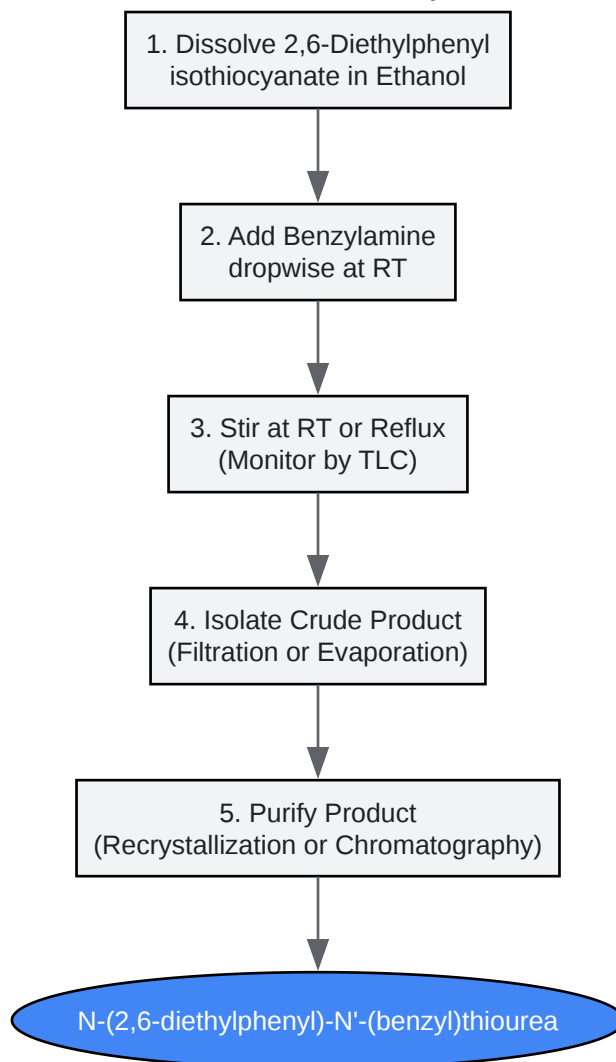 1. Dissolve 2,6-Diethylphenyl
isothiocyanate in Ethanol
2. Add Benzylamine
dropwise at RT
3. Stir at RT or Reflux
(Monitor by TLC)
4. Isolate Crude Product
(Filtration or Evaporation)
5. Purify Product
(Recrystallization or Chromatography)
N-(2,6-diethylphenyl)-N'-(benzyl)thiourea